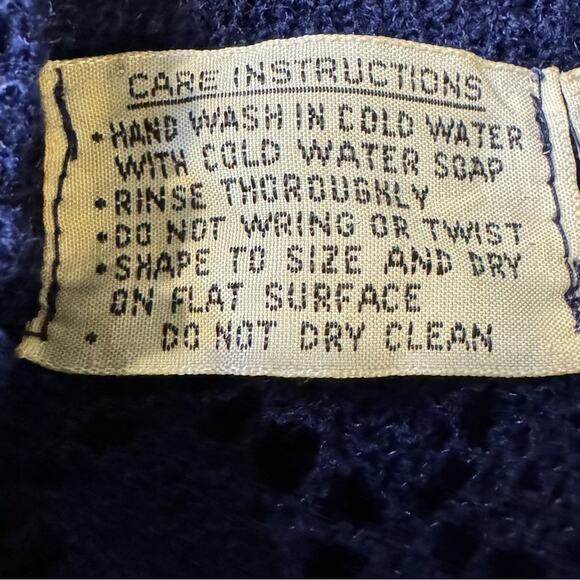 CARE INSTRUCTIONS
• HAND WASH IN COLD WATER
WITH COLD WATER SOAP
• RINSE THOROUGHLY
• DO NOT WRING OR TWIST
• SHAPE TO SIZE AND DRY
ON FLAT SURFACE
• DO NOT DRY CLEAN